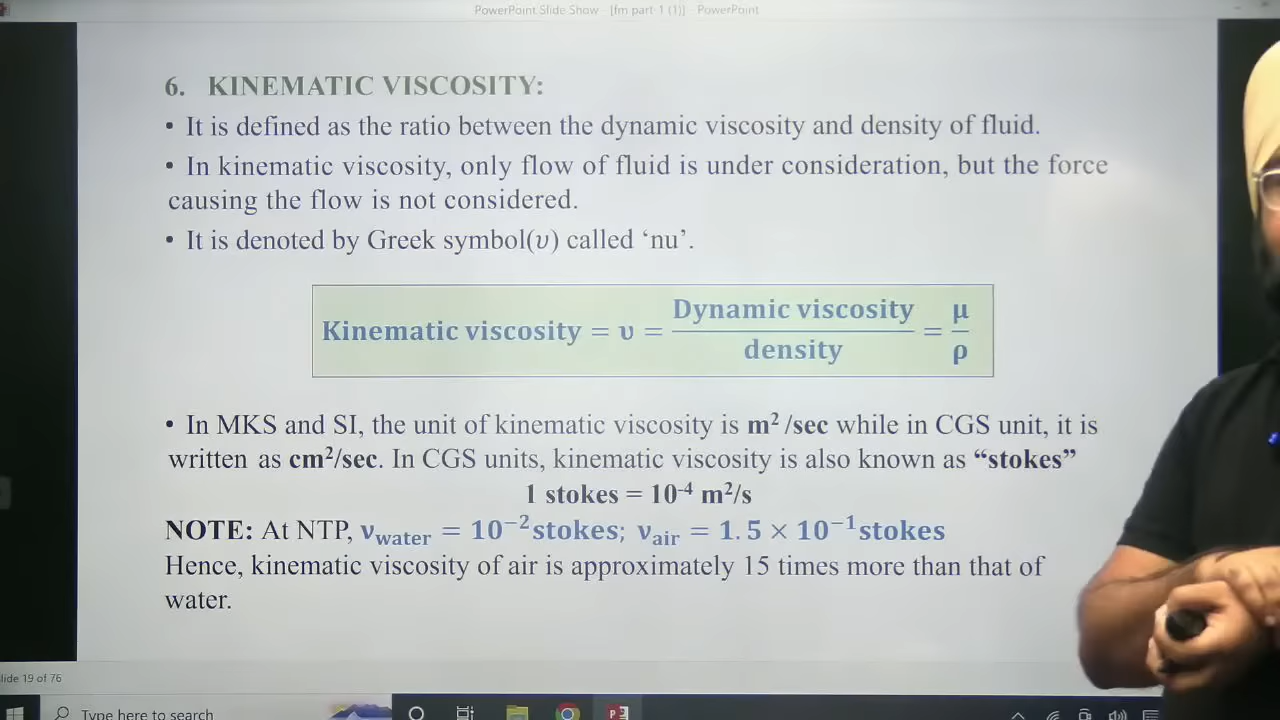 PowerPoint Slide Show - [fm part-1 (1)] - PowerPoint
6. KINEMATIC VISCOSITY:
• It is defined as the ratio between the dynamic viscosity and density of fluid.
• In kinematic viscosity, only flow of fluid is under consideration, but the force
causing the flow is not considered.
• It is denoted by Greek symbol(υ) called ‘nu’.
Kinematic viscosity = υ = Dynamic viscosity / density = μ / ρ
• In MKS and SI, the unit of kinematic viscosity is m² /sec while in CGS unit, it is
written as cm²/sec. In CGS units, kinematic viscosity is also known as “stokes”
1 stokes = 10⁻⁴ m²/s
NOTE: At NTP, ν_water = 10⁻² stokes; ν_air = 1.5 × 10⁻¹ stokes
Hence, kinematic viscosity of air is approximately 15 times more than that of
water.
lide 19 of 76
Type here to search